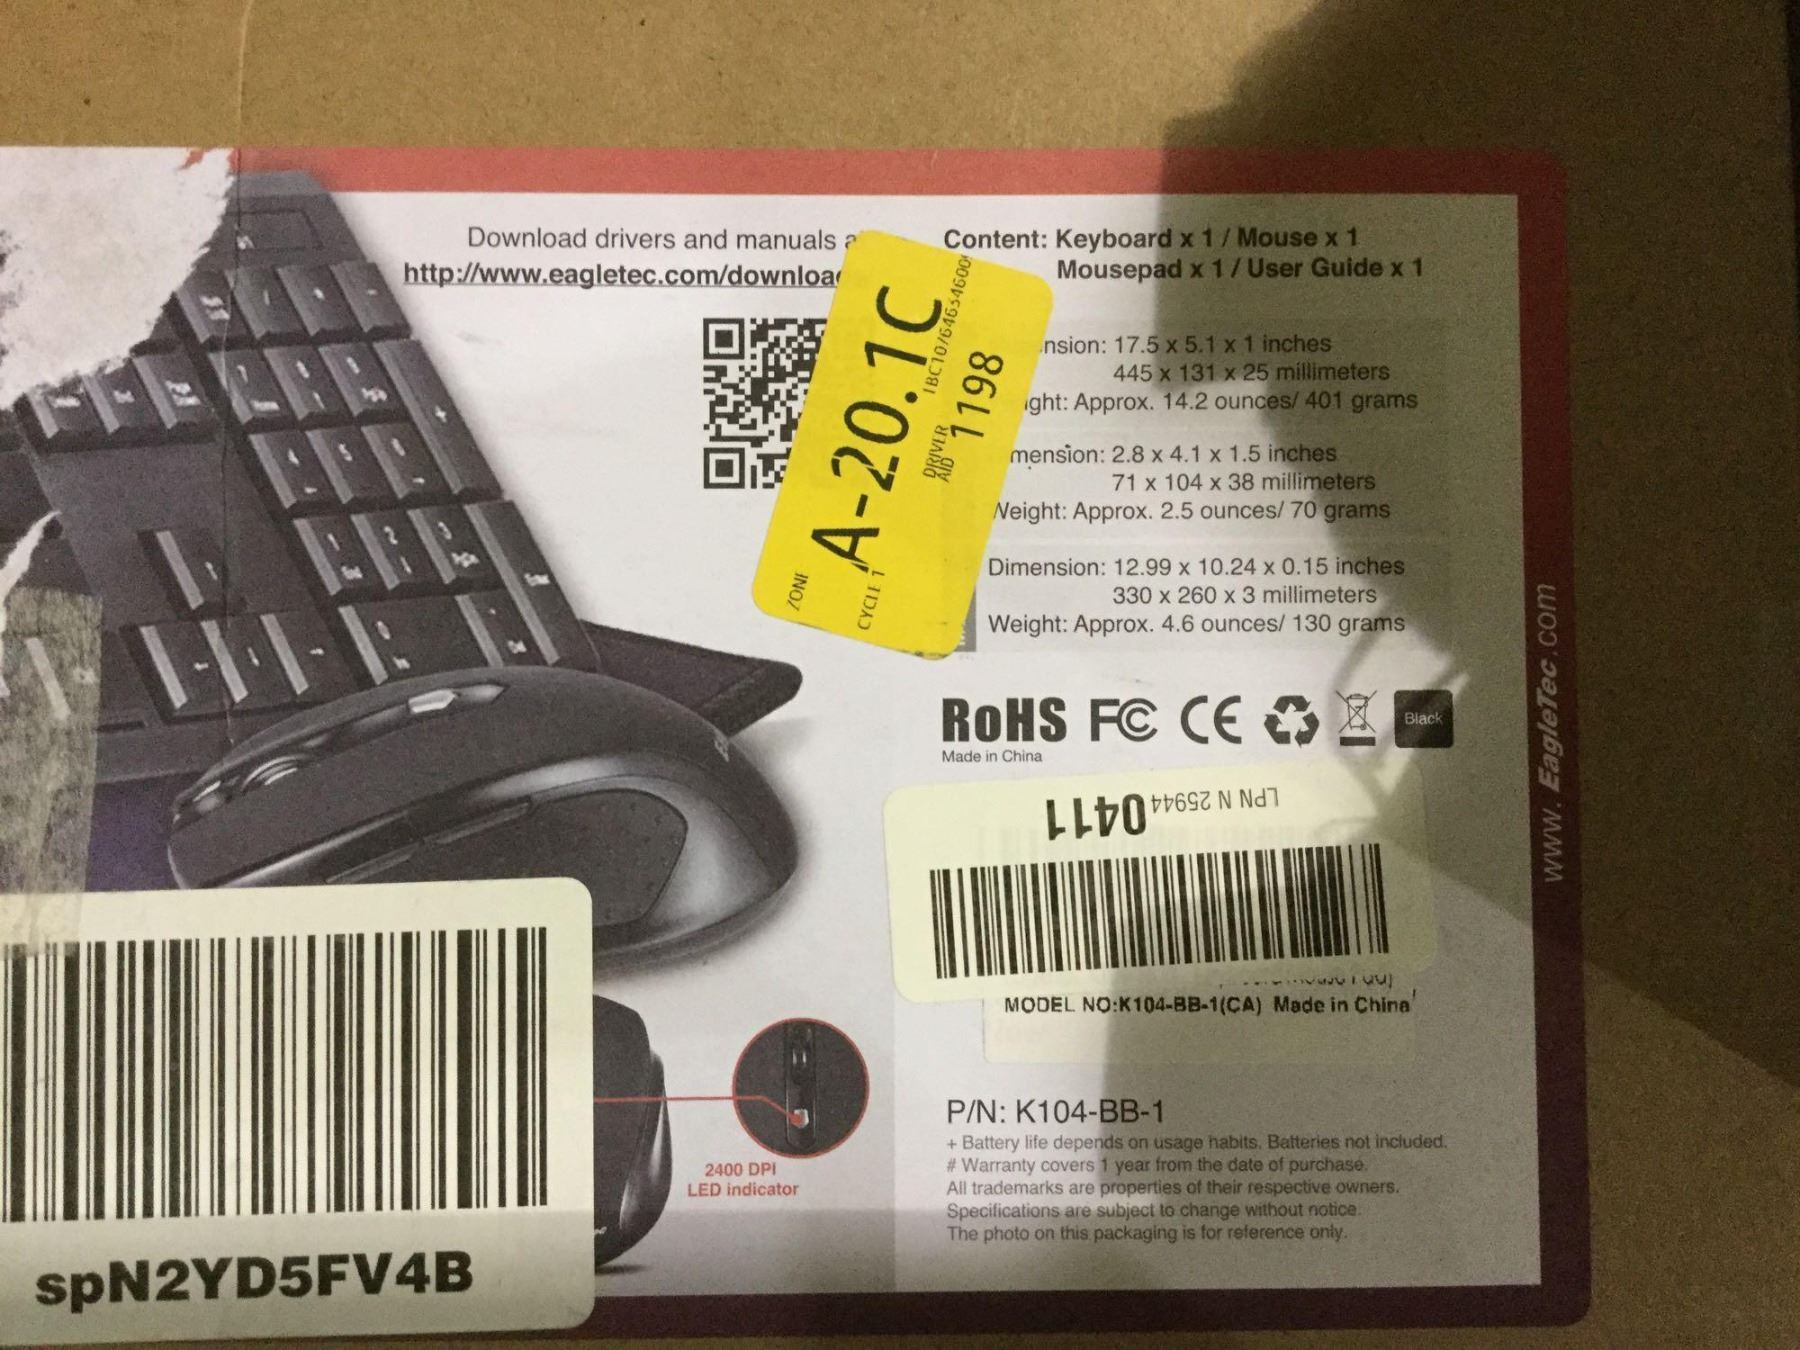 Download drivers and manuals
http://www.eagletec.com/downloa
Content: Keyboard x 1 / Mouse x 1
Mousepad x 1 / User Guide x 1
nsion: 17.5 x 5.1 x 1 inches
445 x 131 x 25 millimeters
ight: Approx. 14.2 ounces/ 401 grams
mension: 2.8 x 4.1 x 1.5 inches
71 x 104 x 38 millimeters
Weight: Approx. 2.5 ounces/ 70 grams
Dimension: 12.99 x 10.24 x 0.15 inches
330 x 260 x 3 millimeters
Weight: Approx. 4.6 ounces/ 130 grams
ZONE
A-20.1C
CYCLE 1
DRIVER
AID
1198
RoHS FC CE
Black
Made in China
LPN N 25944 0411
MODEL NO:K104-BB-1(CA) Made in China
P/N: K104-BB-1
+ Battery life depends on usage habits. Batteries not included.
# Warranty covers 1 year from the date of purchase.
All trademarks are properties of their respective owners.
Specifications are subject to change without notice.
The photo on this packaging is for reference only.
2400 DPI
LED indicator
spN2YD5FV4B
www. EagleTec.com